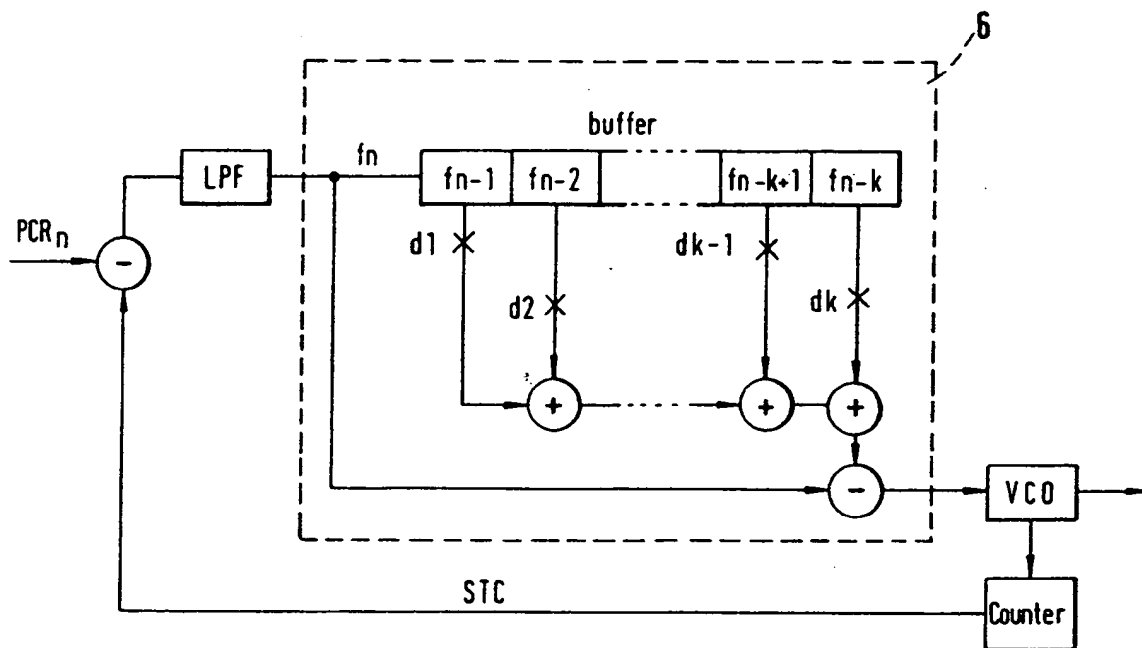 6
buffer
LPF
fn
fn-1
fn-2
fn-k+1
fn-k
PCRn
-
d1
dk-1
d2
dk
+
+
+
-
VCO
STC
Counter